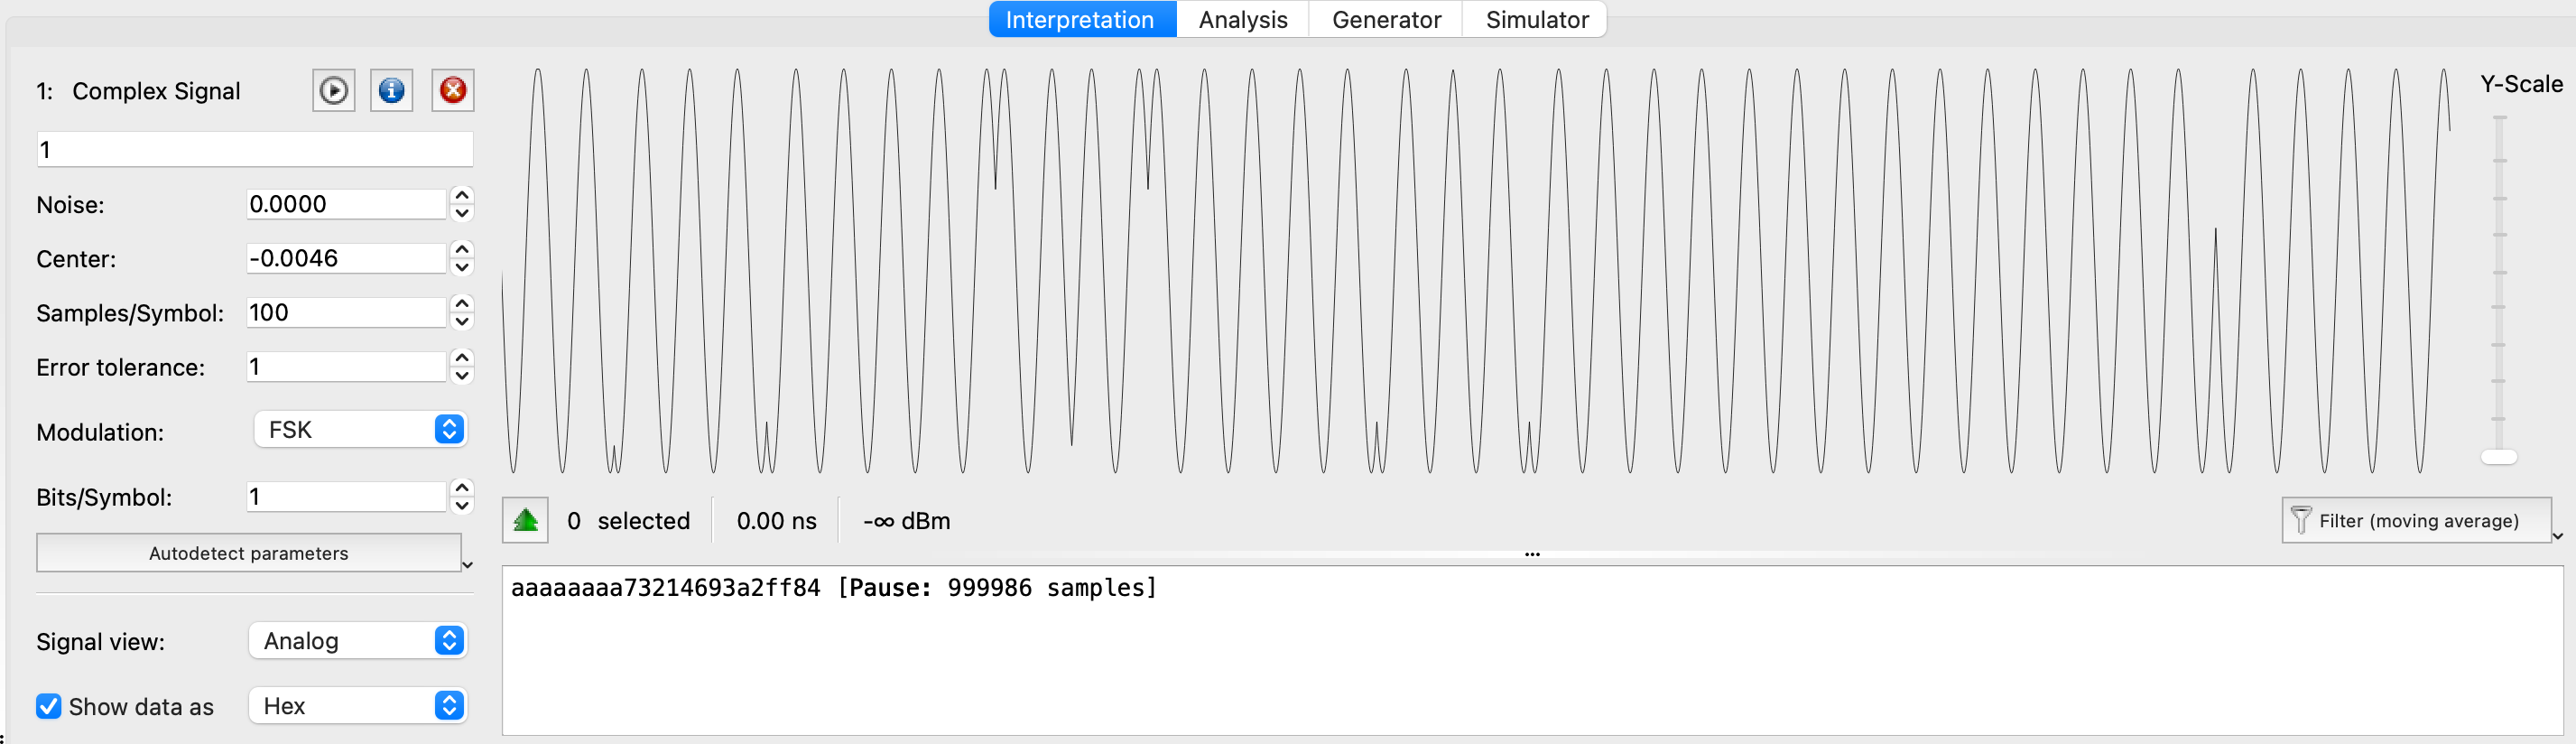 Interpretation Analysis Generator Simulator
1: Complex Signal
Y-Scale
1
Noise: 0.0000
Center: -0.0046
Samples/Symbol: 100
Error tolerance: 1
Modulation: FSK
Bits/Symbol: 1
0 selected 0.00 ns -∞ dBm
Filter (moving average)
Autodetect parameters
aaaaaaaa73214693a2ff84 [Pause: 999986 samples]
Signal view: Analog
Show data as Hex